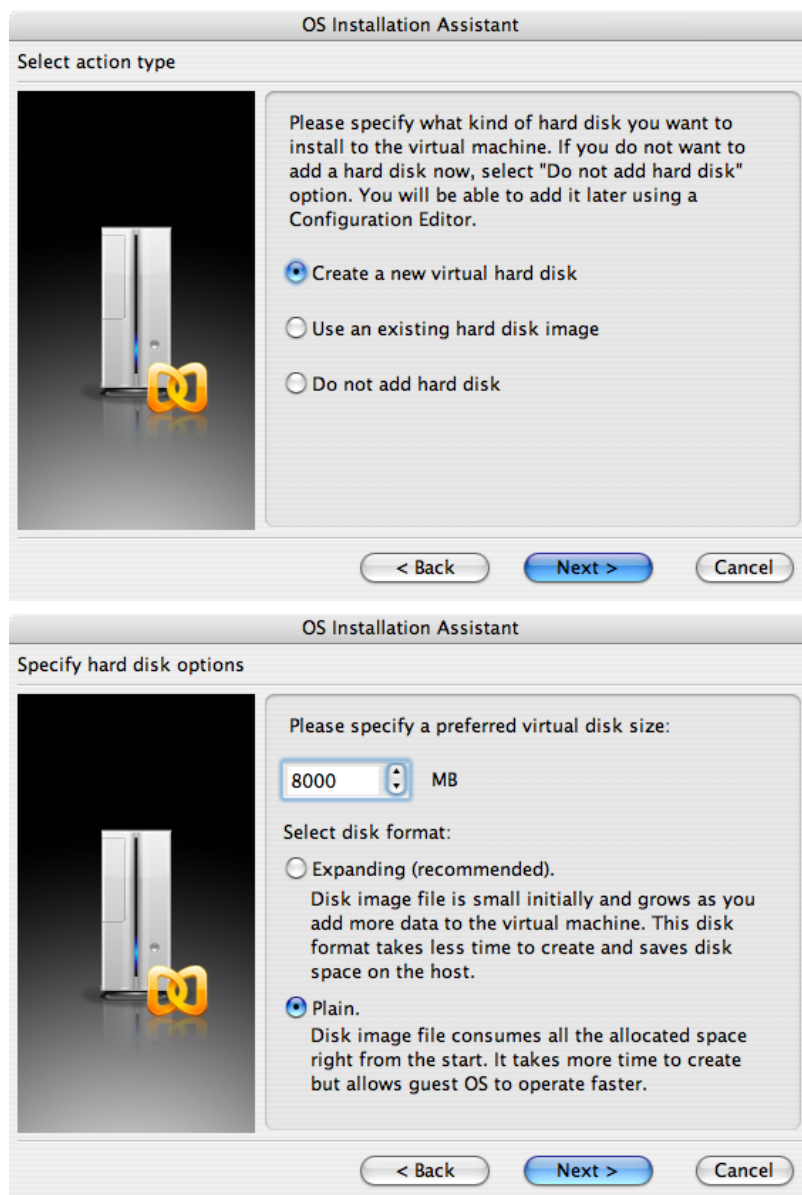 OS Installation Assistant
Select action type
Please specify what kind of hard disk you want to
install to the virtual machine. If you do not want to
add a hard disk now, select "Do not add hard disk"
option. You will be able to add it later using a
Configuration Editor.
Create a new virtual hard disk
Use an existing hard disk image
Do not add hard disk
< Back
Next >
Cancel
OS Installation Assistant
Specify hard disk options
Please specify a preferred virtual disk size:
8000 MB
Select disk format:
Expanding (recommended).
Disk image file is small initially and grows as you
add more data to the virtual machine. This disk
format takes less time to create and saves disk
space on the host.
Plain.
Disk image file consumes all the allocated space
right from the start. It takes more time to create
but allows guest OS to operate faster.
< Back
Next >
Cancel